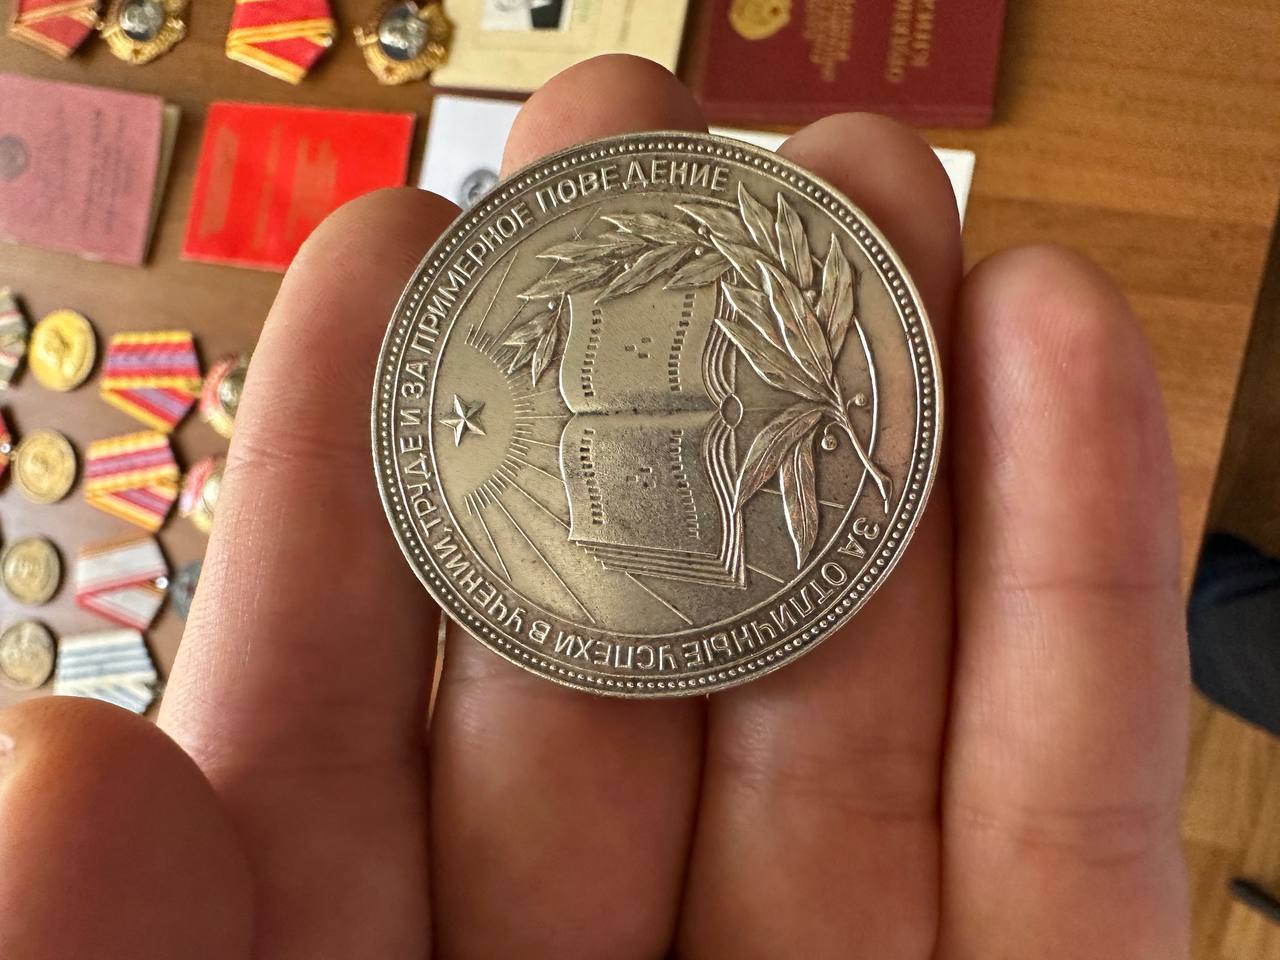 ЗА ОТЛИЧНЫЕ УСПЕХИ В УЧЕНИИ, ТРУДЕ И ЗА ПРИМЕРНОЕ ПОВЕДЕНИЕ